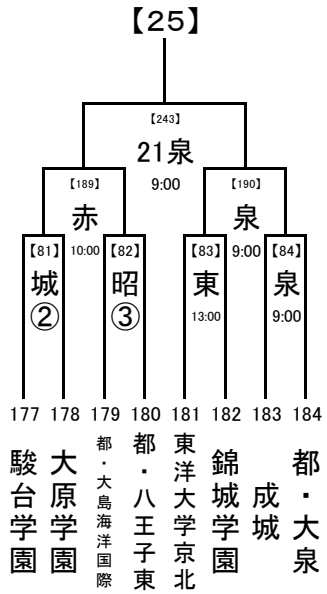 【25】
【243】
21泉
9:00
【189】
赤
10:00
【190】
泉
9:00
【81】
城
②
【82】
昭
③
【83】
東
13:00
【84】
泉
9:00
177 178 179 180 181 182 183 184
駿台学園
大原学園
都・大島海洋国際
都・八王子東
東洋大学京北
錦城学園
成城
都・大泉